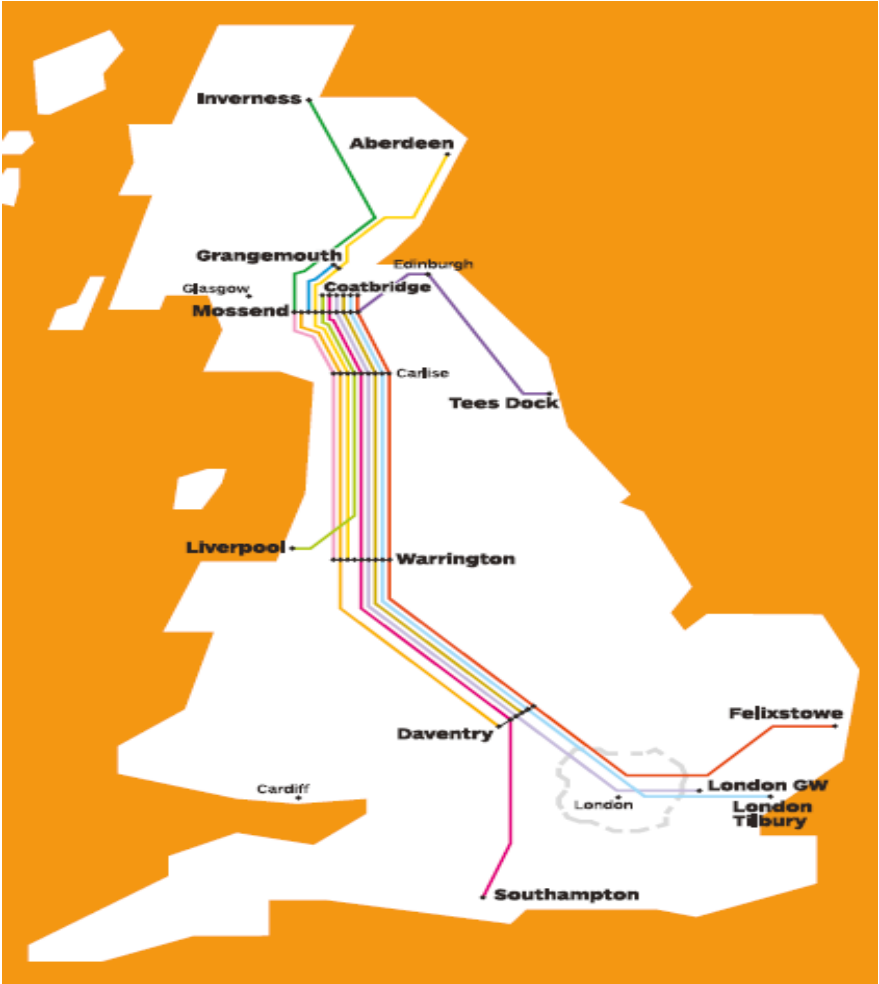 Inverness
Aberdeen
Grangemouth
Edinburgh
Glasgow
Coatbridge
Mossend
Carlise
Tees Dock
Liverpool
Warrington
Felixstowe
Daventry
London GW
Cardiff
London
London
Tilbury
Southampton